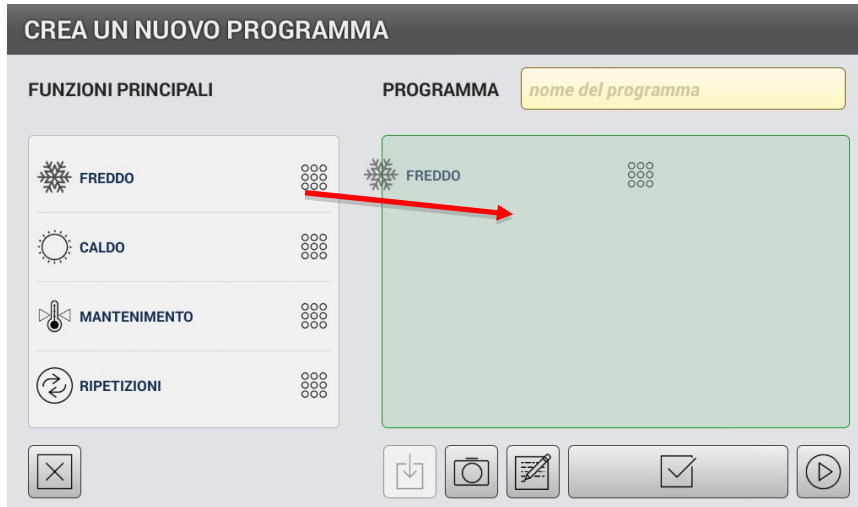 CREA UN NUOVO PROGRAMMA
FUNZIONI PRINCIPALI
PROGRAMMA
nome del programma
FREDDO
FREDDO
CALDO
MANTENIMENTO
RIPETIZIONI